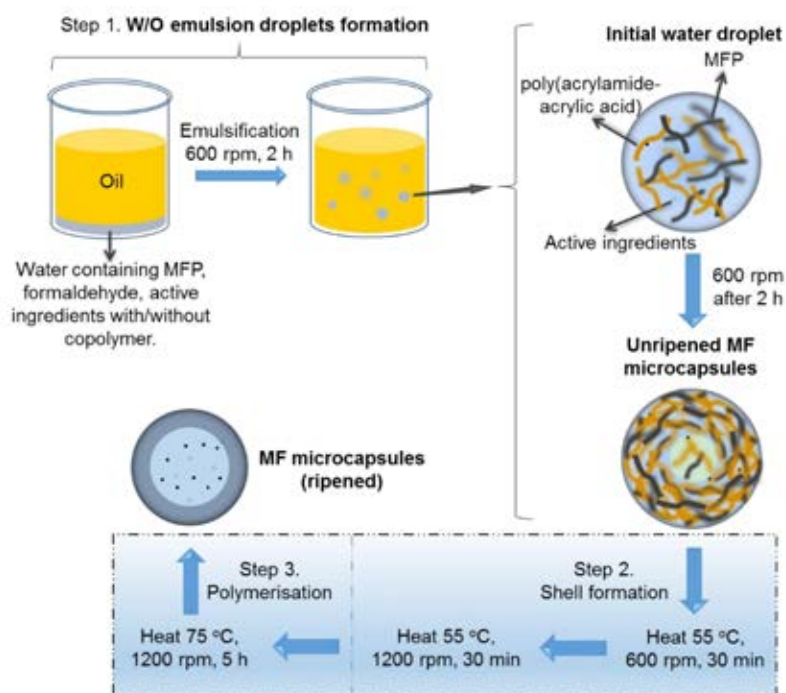 Step 1. W/O emulsion droplets formation
Oil
Emulsification
600 rpm, 2 h
Water containing MFP,
formaldehyde, active
ingredients with/without
copolymer.
Initial water droplet
MFP
poly(acrylamide-
acrylic acid)
Active ingredients
600 rpm
after 2 h
Unripened MF
microcapsules
MF microcapsules
(ripened)
Step 2.
Shell formation
Heat 55 °C,
600 rpm, 30 min
Heat 55 °C,
1200 rpm, 30 min
Step 3.
Polymerisation
Heat 75 °C,
1200 rpm, 5 h